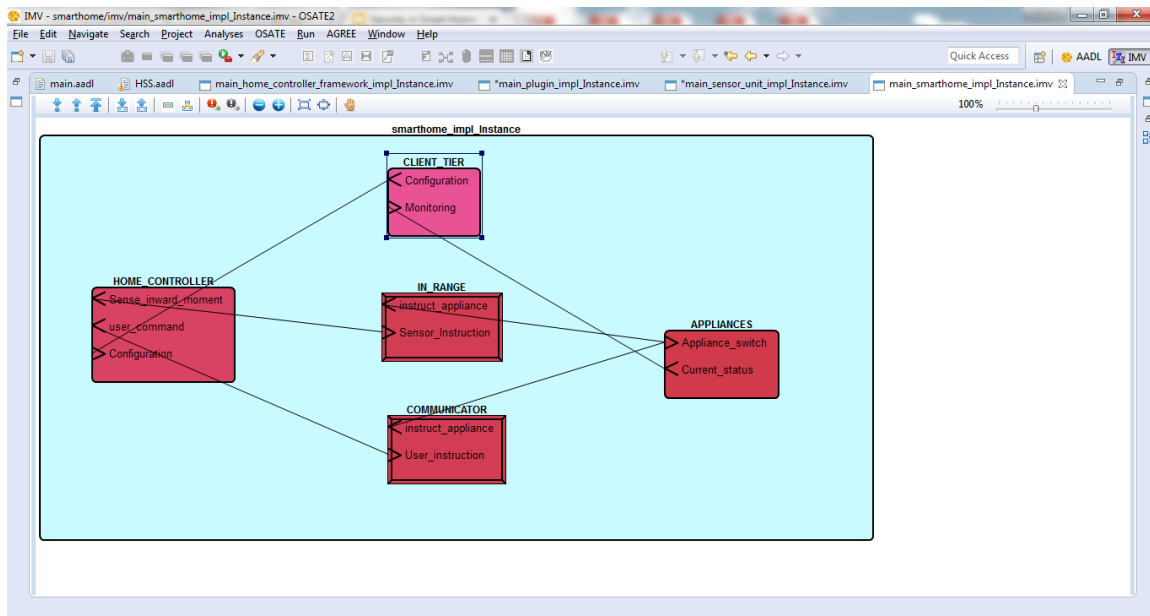 IMV - smarthome/imv/main_smarthome_impl_Instance.imv - OSATE2
File Edit Navigate Search Project Analyses OSATE Run AGREE Window Help
Quick Access AADL IMV
main.aadl HSS.aadl main_home_controller_framework_impl_Instance.imv *main_plugin_impl_Instance.imv *main_sensor_unit_impl_Instance.imv main_smarthome_impl_Instance.imv
100%
smarthome_impl_Instance
CLIENT_TIER
Configuration
Monitoring
HOME_CONTROLLER
Sense_inward_moment
user_command
Configuration
IN_RANGE
instruct_appliance
Sensor_Instruction
APPLIANCES
Appliance_switch
Current_status
COMMUNICATOR
instruct_appliance
User_instruction